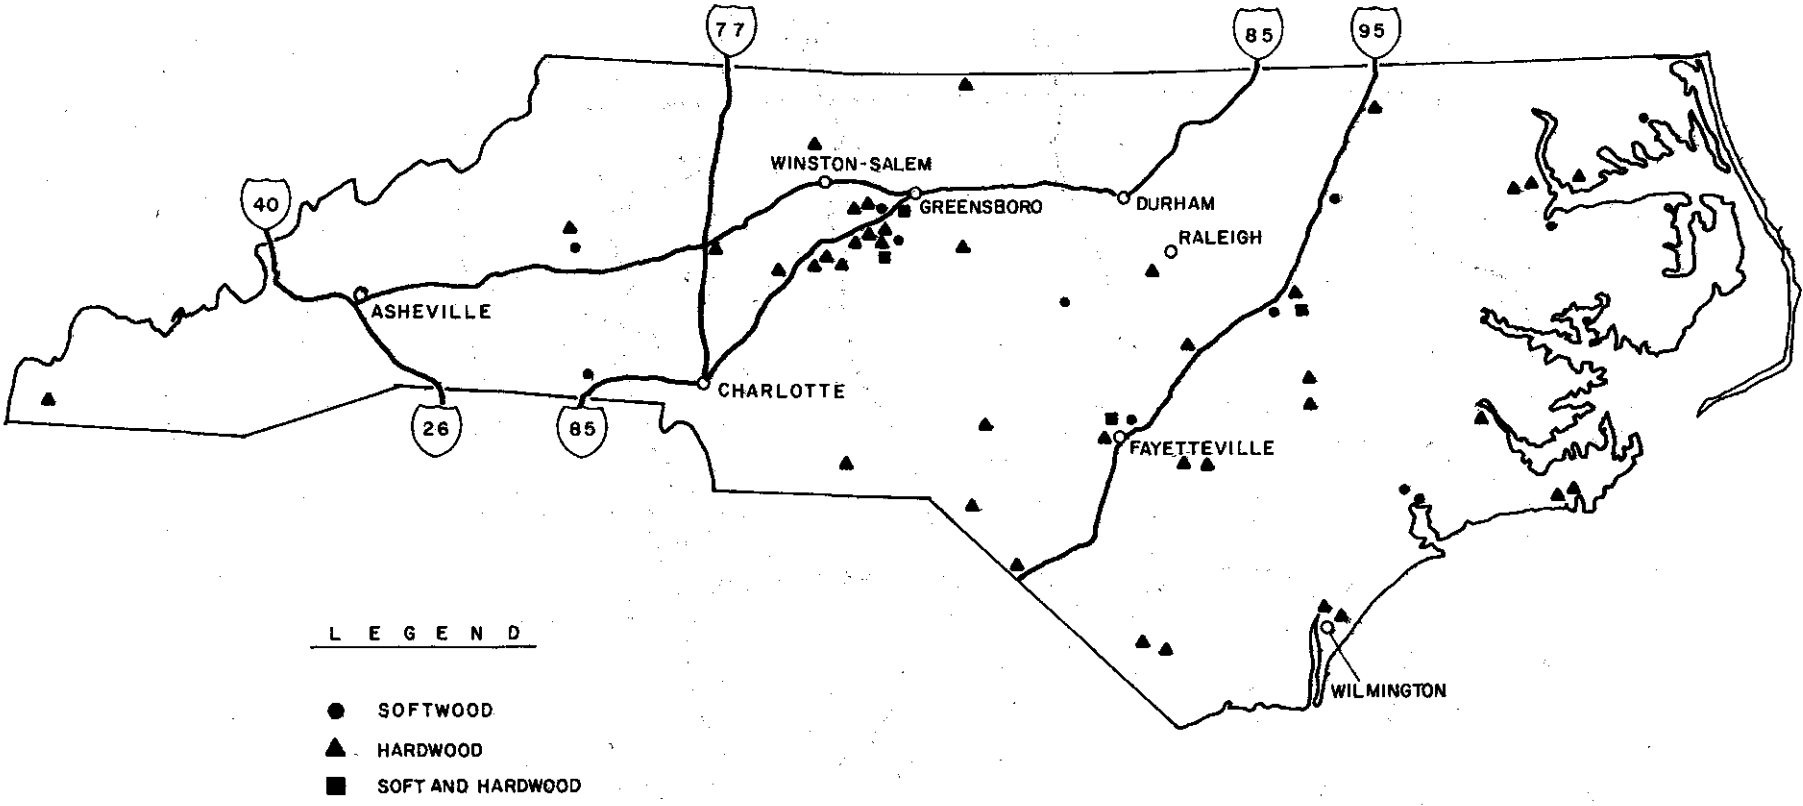 77
85
95
WINSTON-SALEM
40
GREENSBORO
DURHAM
RALEIGH
ASHEVILLE
CHARLOTTE
26
85
FAYETTEVILLE
WILMINGTON
LEGEND
SOFTWOOD
HARDWOOD
SOFT AND HARDWOOD